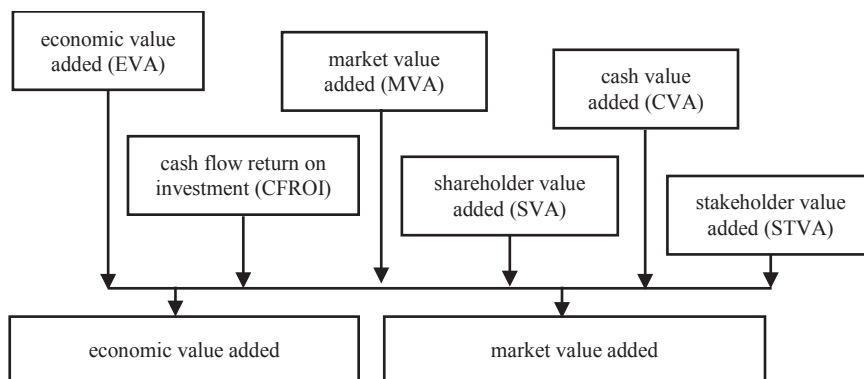 economic value
added (EVA)
market value
added (MVA)
cash value
added (CVA)
cash flow return on
investment (CFROI)
shareholder value
added (SVA)
stakeholder value
added (STVA)
economic value added
market value added